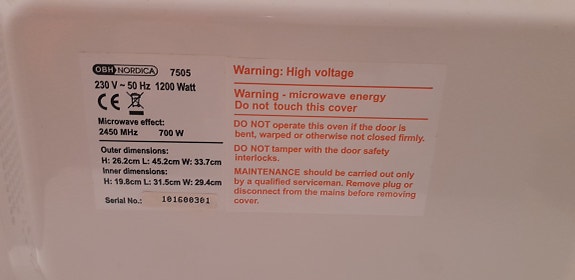 OBH NORDICA 7505
230 V ~ 50 Hz 1200 Watt
CE
Microwave effect:
2450 MHz 700 W
Outer dimensions:
H: 26.2cm L: 45.2cm W: 33.7cm
Inner dimensions:
H: 19.8cm L: 31.5cm W: 29.4cm
Serial No.: 101600301
Warning: High voltage
Warning - microwave energy
Do not touch this cover
DO NOT operate this oven if the door is
bent, warped or otherwise not closed firmly.
DO NOT tamper with the door safety
interlocks.
MAINTENANCE should be carried out only
by a qualified serviceman. Remove plug or
disconnect from the mains before removing
cover.